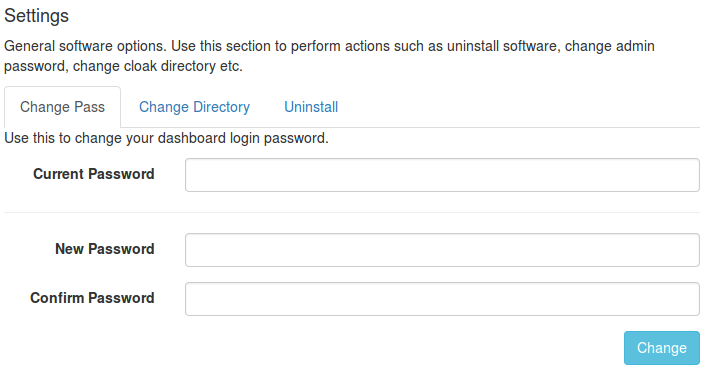 Settings
General software options. Use this section to perform actions such as uninstall software, change admin
password, change cloak directory etc.
Change Pass Change Directory Uninstall
Use this to change your dashboard login password.
Current Password
New Password
Confirm Password
Change